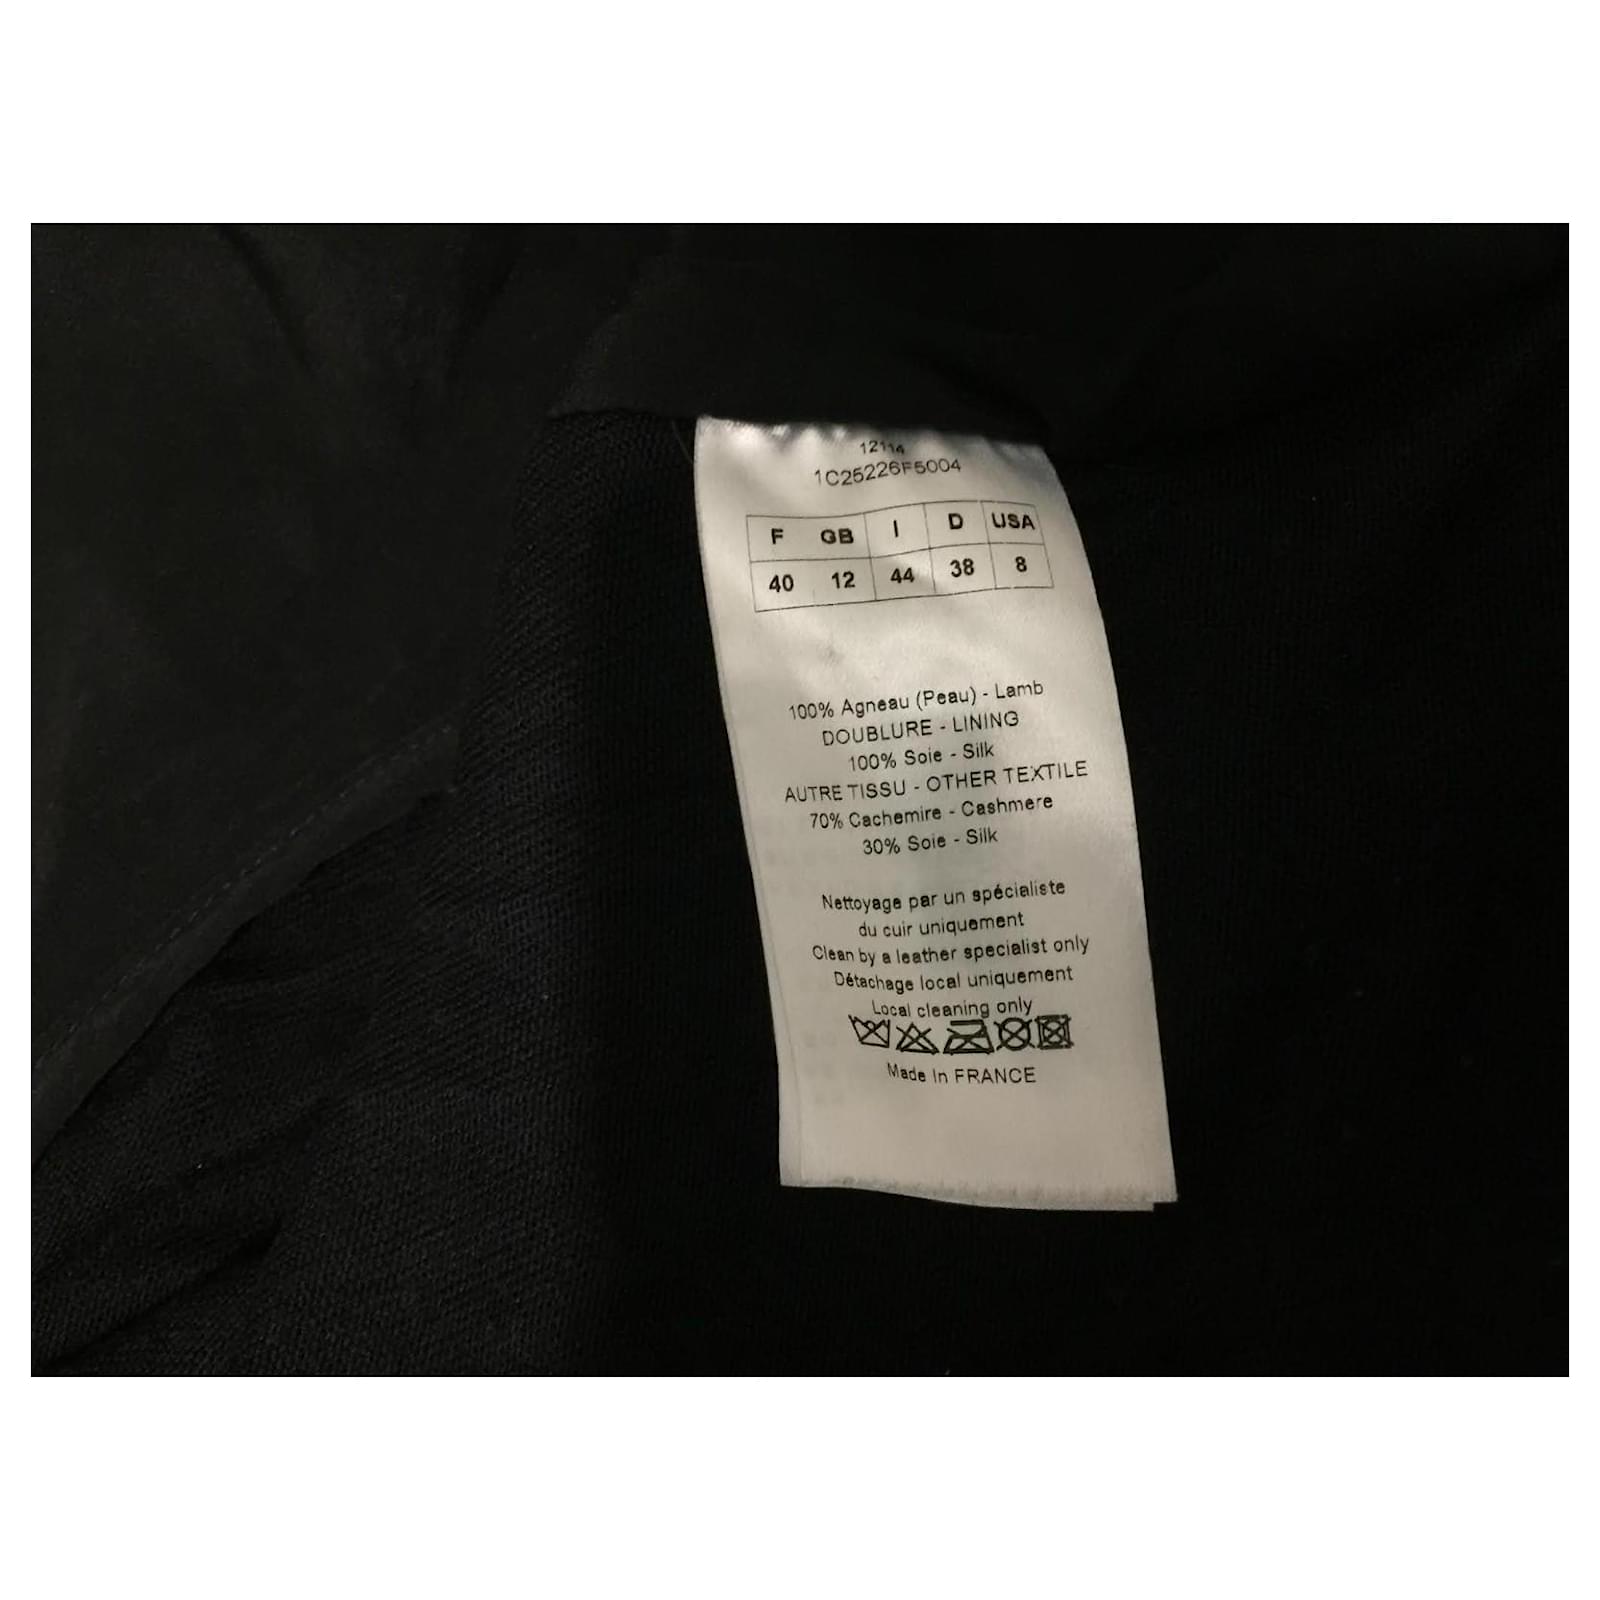 12114
1C25226F5004
F GB I D USA
40 12 44 38 8
100% Agneau (Peau) - Lamb
DOUBLURE - LINING
100% Soie - Silk
AUTRE TISSU - OTHER TEXTILE
70% Cachemire - Cashmere
30% Soie - Silk
Nettoyage par un spécialiste
du cuir uniquement
Clean by a leather specialist only
Détachage local uniquement
Local cleaning only
Made In FRANCE